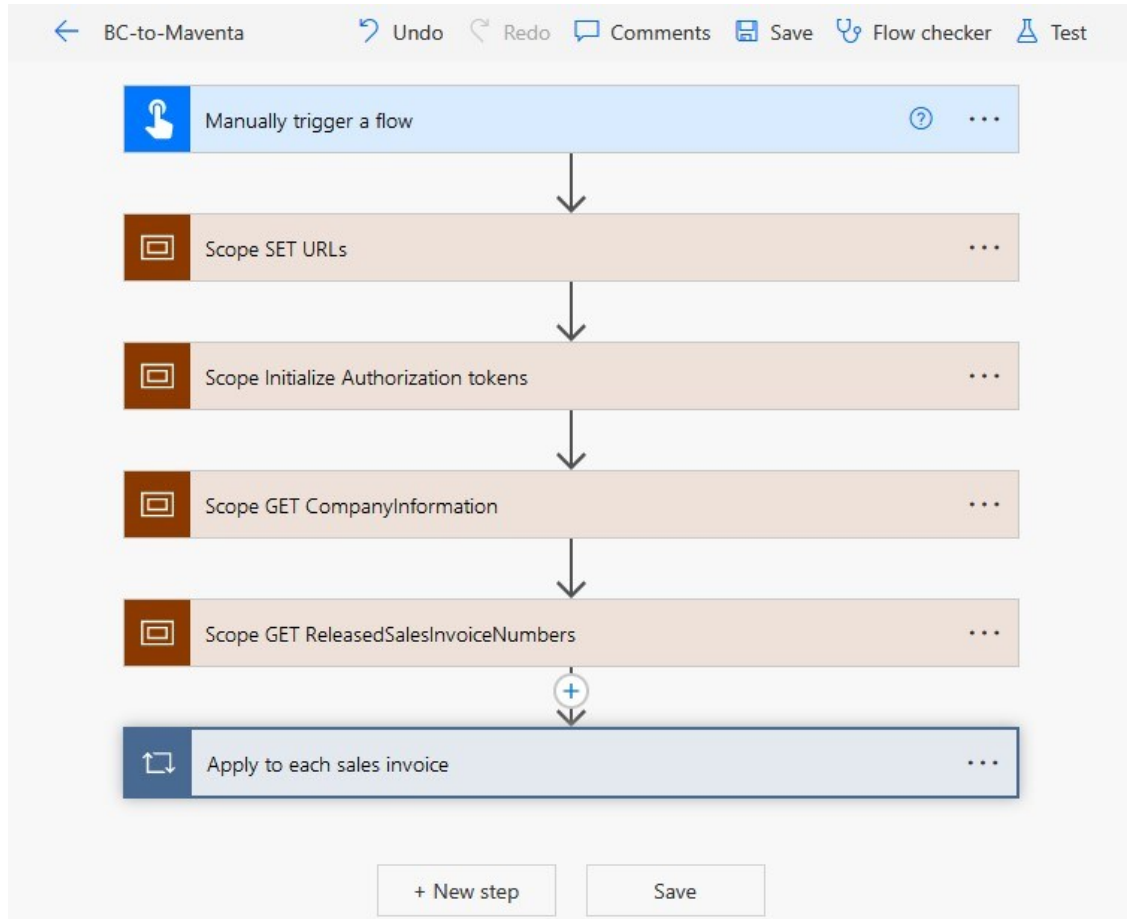 BC-to-Maventa Undo Redo Comments Save Flow checker Test
Manually trigger a flow
Scope SET URLs
Scope Initialize Authorization tokens
Scope GET CompanyInformation
Scope GET ReleasedSalesInvoiceNumbers
Apply to each sales invoice
+ New step Save